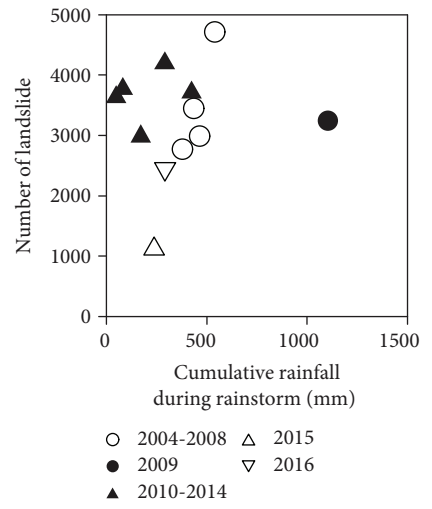 5000
4000
3000
2000
1000
0
Number of landslide
0 500 1000 1500
Cumulative rainfall
during rainstorm (mm)
2004-2008 2015
2009 2016
2010-2014